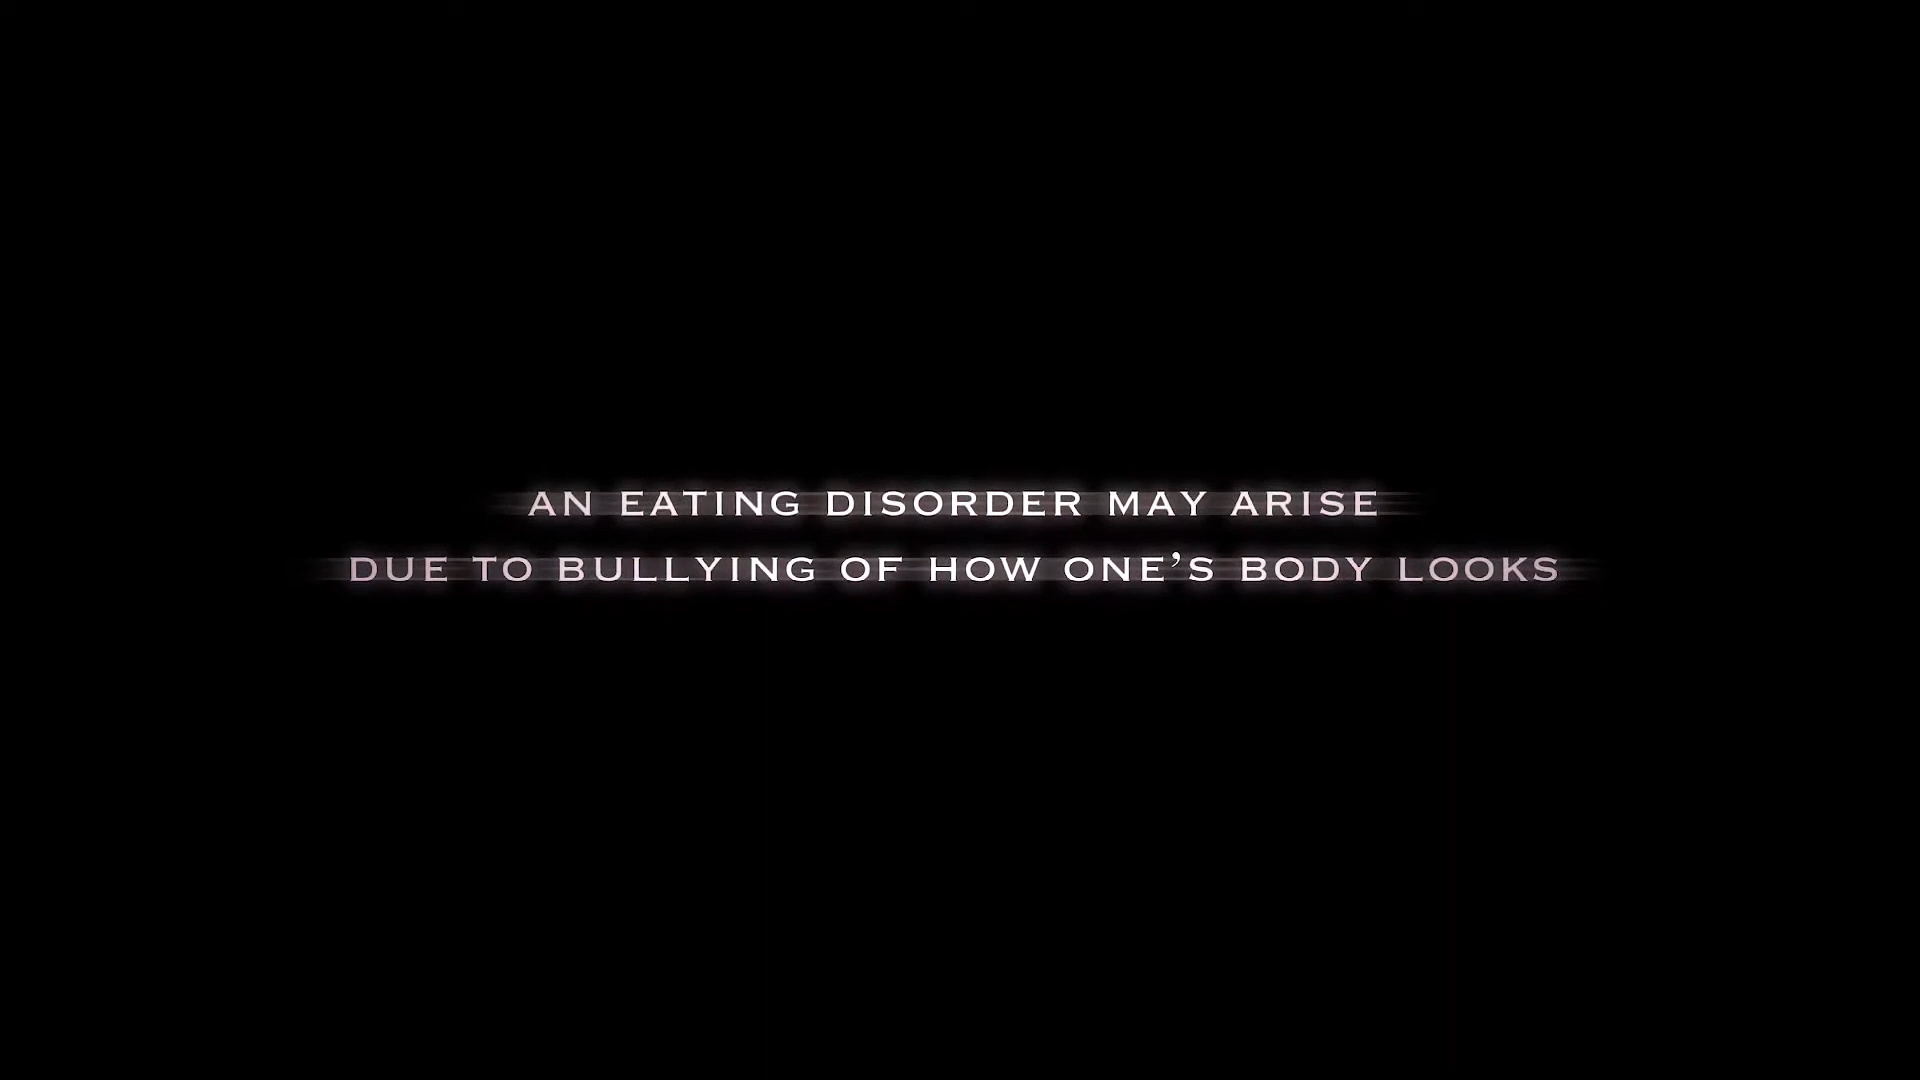 AN EATING DISORDER MAY ARISE
DUE TO BULLYING OF HOW ONE’S BODY LOOKS